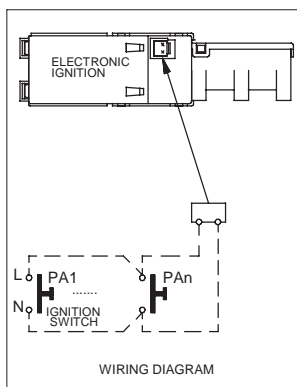 ELECTRONIC
IGNITION
L PA1 ....... PAn
N IGNITION
SWITCH
WIRING DIAGRAM